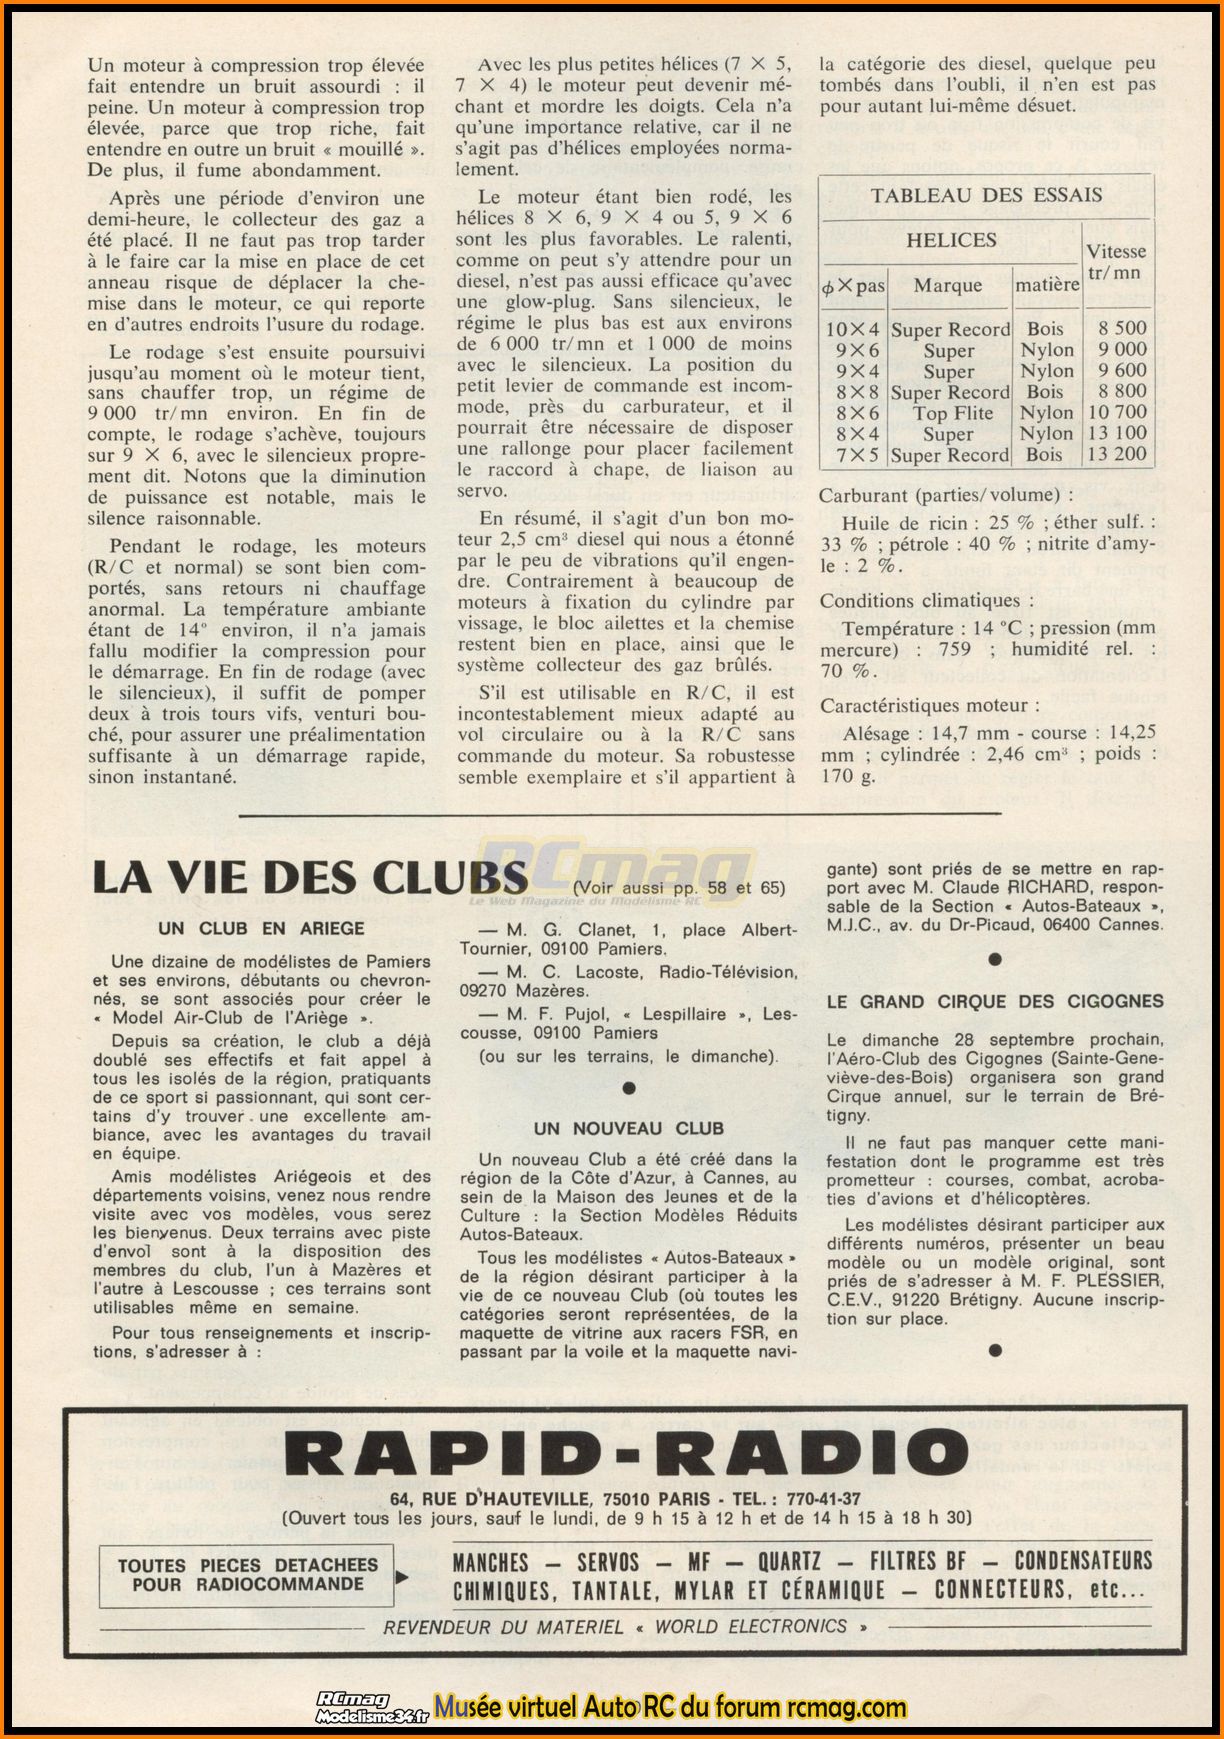 Un moteur à compression trop élevée
fait entendre un bruit assourdi : il
peine. Un moteur à compression trop
élevée, parce que trop riche, fait
entendre en outre un bruit « mouillé ».
De plus, il fume abondamment.
Après une période d'environ une
demi-heure, le collecteur des gaz a
été placé. Il ne faut pas trop tarder
à le faire car la mise en place de cet
anneau risque de déplacer la che-
mise dans le moteur, ce qui reporte
en d'autres endroits l'usure du rodage.
Le rodage s'est ensuite poursuivi
jusqu'au moment où le moteur tient,
sans chauffer trop, un régime de
9 000 tr/mn environ. En fin de
compte, le rodage s'achève, toujours
sur 9 × 6, avec le silencieux propre-
ment dit. Notons que la diminution
de puissance est notable, mais le
silence raisonnable.
Pendant le rodage, les moteurs
(R/C et normal) se sont bien com-
portés, sans retours ni chauffage
anormal. La température ambiante
étant de 14° environ, il n'a jamais
fallu modifier la compression pour
le démarrage. En fin de rodage (avec
le silencieux), il suffit de pomper
deux à trois tours vifs, venturi bou-
ché, pour assurer une préalimentation
suffisante à un démarrage rapide,
sinon instantané.
Avec les plus petites hélices (7 × 5,
7 × 4) le moteur peut devenir mé-
chant et mordre les doigts. Cela n'a
qu'une importance relative, car il ne
s'agit pas d'hélices employées norma-
lement.
Le moteur étant bien rodé, les
hélices 8 × 6, 9 × 4 ou 5, 9 × 6
sont les plus favorables. Le ralenti,
comme on peut s'y attendre pour un
diesel, n'est pas aussi efficace qu'avec
une glow-plug. Sans silencieux, le
régime le plus bas est aux environs
de 6 000 tr/mn et 1 000 de moins
avec le silencieux. La position du
petit levier de commande est incom-
mode, près du carburateur, et il
pourrait être nécessaire de disposer
une rallonge pour placer facilement
le raccord à chape, de liaison au
servo.
En résumé, il s'agit d'un bon mo-
teur 2,5 cm³ diesel qui nous a étonné
par le peu de vibrations qu'il engen-
dre. Contrairement à beaucoup de
moteurs à fixation du cylindre par
vissage, le bloc ailettes et la chemise
restent bien en place, ainsi que le
système collecteur des gaz brûlés.
S'il est utilisable en R/C, il est
incontestablement mieux adapté au
vol circulaire ou à la R/C sans
commande du moteur. Sa robustesse
semble exemplaire et s'il appartient à
la catégorie des diesel, quelque peu
tombés dans l'oubli, il n'en est pas
pour autant lui-même désuet.
TABLEAU DES ESSAIS
HELICES Vitesse tr/mn
φ×pas Marque matière
10×4 Super Record Bois 8 500
9×6 Super Nylon 9 000
9×4 Super Nylon 9 600
8×8 Super Record Bois 8 800
8×6 Top Flite Nylon 10 700
8×4 Super Nylon 13 100
7×5 Super Record Bois 13 200
Carburant (parties/volume) :
Huile de ricin : 25 % ; éther sulf. :
33 % ; pétrole : 40 % ; nitrite d'amy-
le : 2 %.
Conditions climatiques :
Température : 14 °C ; pression (mm
mercure) : 759 ; humidité rel. :
70 %.
Caractéristiques moteur :
Alésage : 14,7 mm - course : 14,25
mm ; cylindrée : 2,46 cm³ ; poids :
170 g.
LA VIE DES CLUBS (Voir aussi pp. 58 et 65)
RCmag
Le Web Magazine du Modélisme RC
UN CLUB EN ARIEGE
Une dizaine de modélistes de Pamiers
et ses environs, débutants ou chevron-
nés, se sont associés pour créer le
« Model Air-Club de l'Ariège ».
Depuis sa création, le club a déjà
doublé ses effectifs et fait appel à
tous les isolés de la région, pratiquants
de ce sport si passionnant, qui sont cer-
tains d'y trouver une excellente am-
biance, avec les avantages du travail
en équipe.
Amis modélistes Ariégeois et des
départements voisins, venez nous rendre
visite avec vos modèles, vous serez
les bienvenus. Deux terrains avec piste
d'envol sont à la disposition des
membres du club, l'un à Mazères et
l'autre à Lescousse ; ces terrains sont
utilisables même en semaine.
Pour tous renseignements et inscrip-
tions, s'adresser à :
— M. G. Clanet, 1, place Albert-
Tournier, 09100 Pamiers.
— M. C. Lacoste, Radio-Télévision,
09270 Mazères.
— M. F. Pujol, « Lespillaire », Les-
cousse, 09100 Pamiers
(ou sur les terrains, le dimanche).
●
UN NOUVEAU CLUB
Un nouveau Club a été créé dans la
région de la Côte d'Azur, à Cannes, au
sein de la Maison des Jeunes et de la
Culture : la Section Modèles Réduits
Autos-Bateaux.
Tous les modélistes « Autos-Bateaux »
de la région désirant participer à la
vie de ce nouveau Club (où toutes les
catégories seront représentées, de la
maquette de vitrine aux racers FSR, en
passant par la voile et la maquette navi-
gante) sont priés de se mettre en rap-
port avec M. Claude RICHARD, respon-
sable de la Section « Autos-Bateaux »,
M.J.C., av. du Dr-Picaud, 06400 Cannes.
●
LE GRAND CIRQUE DES CIGOGNES
Le dimanche 28 septembre prochain,
l'Aéro-Club des Cigognes (Sainte-Gene-
viève-des-Bois) organisera son grand
Cirque annuel, sur le terrain de Bré-
tigny.
Il ne faut pas manquer cette mani-
festation dont le programme est très
prometteur : courses, combat, acroba-
ties d'avions et d'hélicoptères.
Les modélistes désirant participer aux
différents numéros, présenter un beau
modèle ou un modèle original, sont
priés de s'adresser à M. F. PLESSIER,
C.E.V., 91220 Brétigny. Aucune inscrip-
tion sur place.
●
RAPID-RADIO
64, RUE D'HAUTEVILLE, 75010 PARIS - TEL. : 770-41-37
(Ouvert tous les jours, sauf le lundi, de 9 h 15 à 12 h et de 14 h 15 à 18 h 30)
TOUTES PIECES DETACHEES
POUR RADIOCOMMANDE
MANCHES — SERVOS — MF — QUARTZ — FILTRES BF — CONDENSATEURS
CHIMIQUES, TANTALE, MYLAR ET CÉRAMIQUE — CONNECTEURS, etc...
REVENDEUR DU MATERIEL « WORLD ELECTRONICS »
RCmag
Modelisme34.fr
Musée virtuel Auto RC du forum rcmag.com